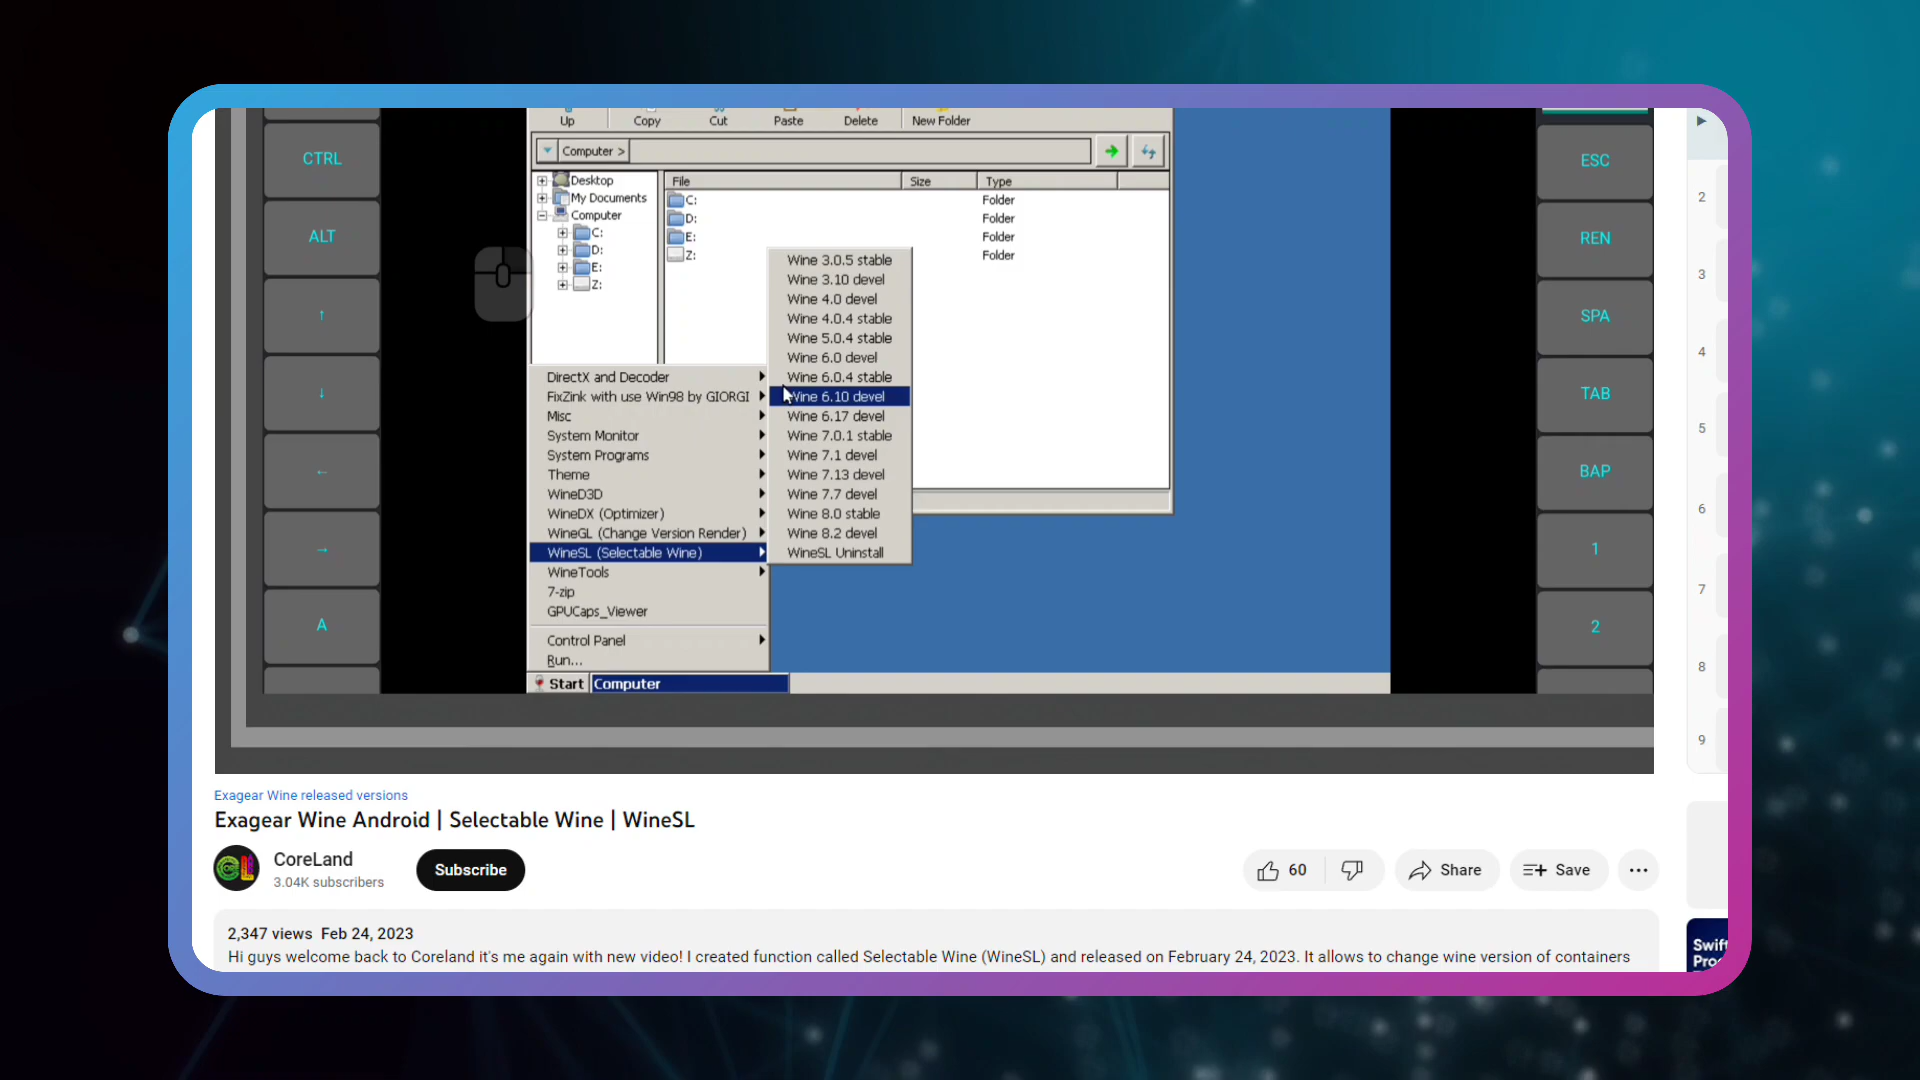 Up Copy Cut Paste Delete New Folder
CTRL
ALT
↑
↓
←
→
A
Computer >
Desktop
My Documents
Computer
C:
D:
E:
Z:
File Size Type
C: Folder
D: Folder
E: Folder
Z: Folder
DirectX and Decoder
FixZink with use Win98 by GIORGI
Misc
System Monitor
System Programs
Theme
WineD3D
WineDX (Optimizer)
WineGL (Change Version Render)
WineSL (Selectable Wine)
WineTools
7-zip
GPUCaps_Viewer
Control Panel
Run...
Start Computer
Wine 3.0.5 stable
Wine 3.10 devel
Wine 4.0 devel
Wine 4.0.4 stable
Wine 5.0.4 stable
Wine 6.0 devel
Wine 6.0.4 stable
Wine 6.10 devel
Wine 6.17 devel
Wine 7.0.1 stable
Wine 7.1 devel
Wine 7.13 devel
Wine 7.7 devel
Wine 8.0 stable
Wine 8.2 devel
WineSL Uninstall
ESC
REN
SPA
TAB
BAP
1
2
2
3
4
5
6
7
8
9
Exagear Wine released versions
Exagear Wine Android | Selectable Wine | WineSL
CoreLand
3.04K subscribers
Subscribe
60
Share
Save
2,347 views Feb 24, 2023
Hi guys welcome back to Coreland it's me again with new video! I created function called Selectable Wine (WineSL) and released on February 24, 2023. It allows to change wine version of containers
Swift